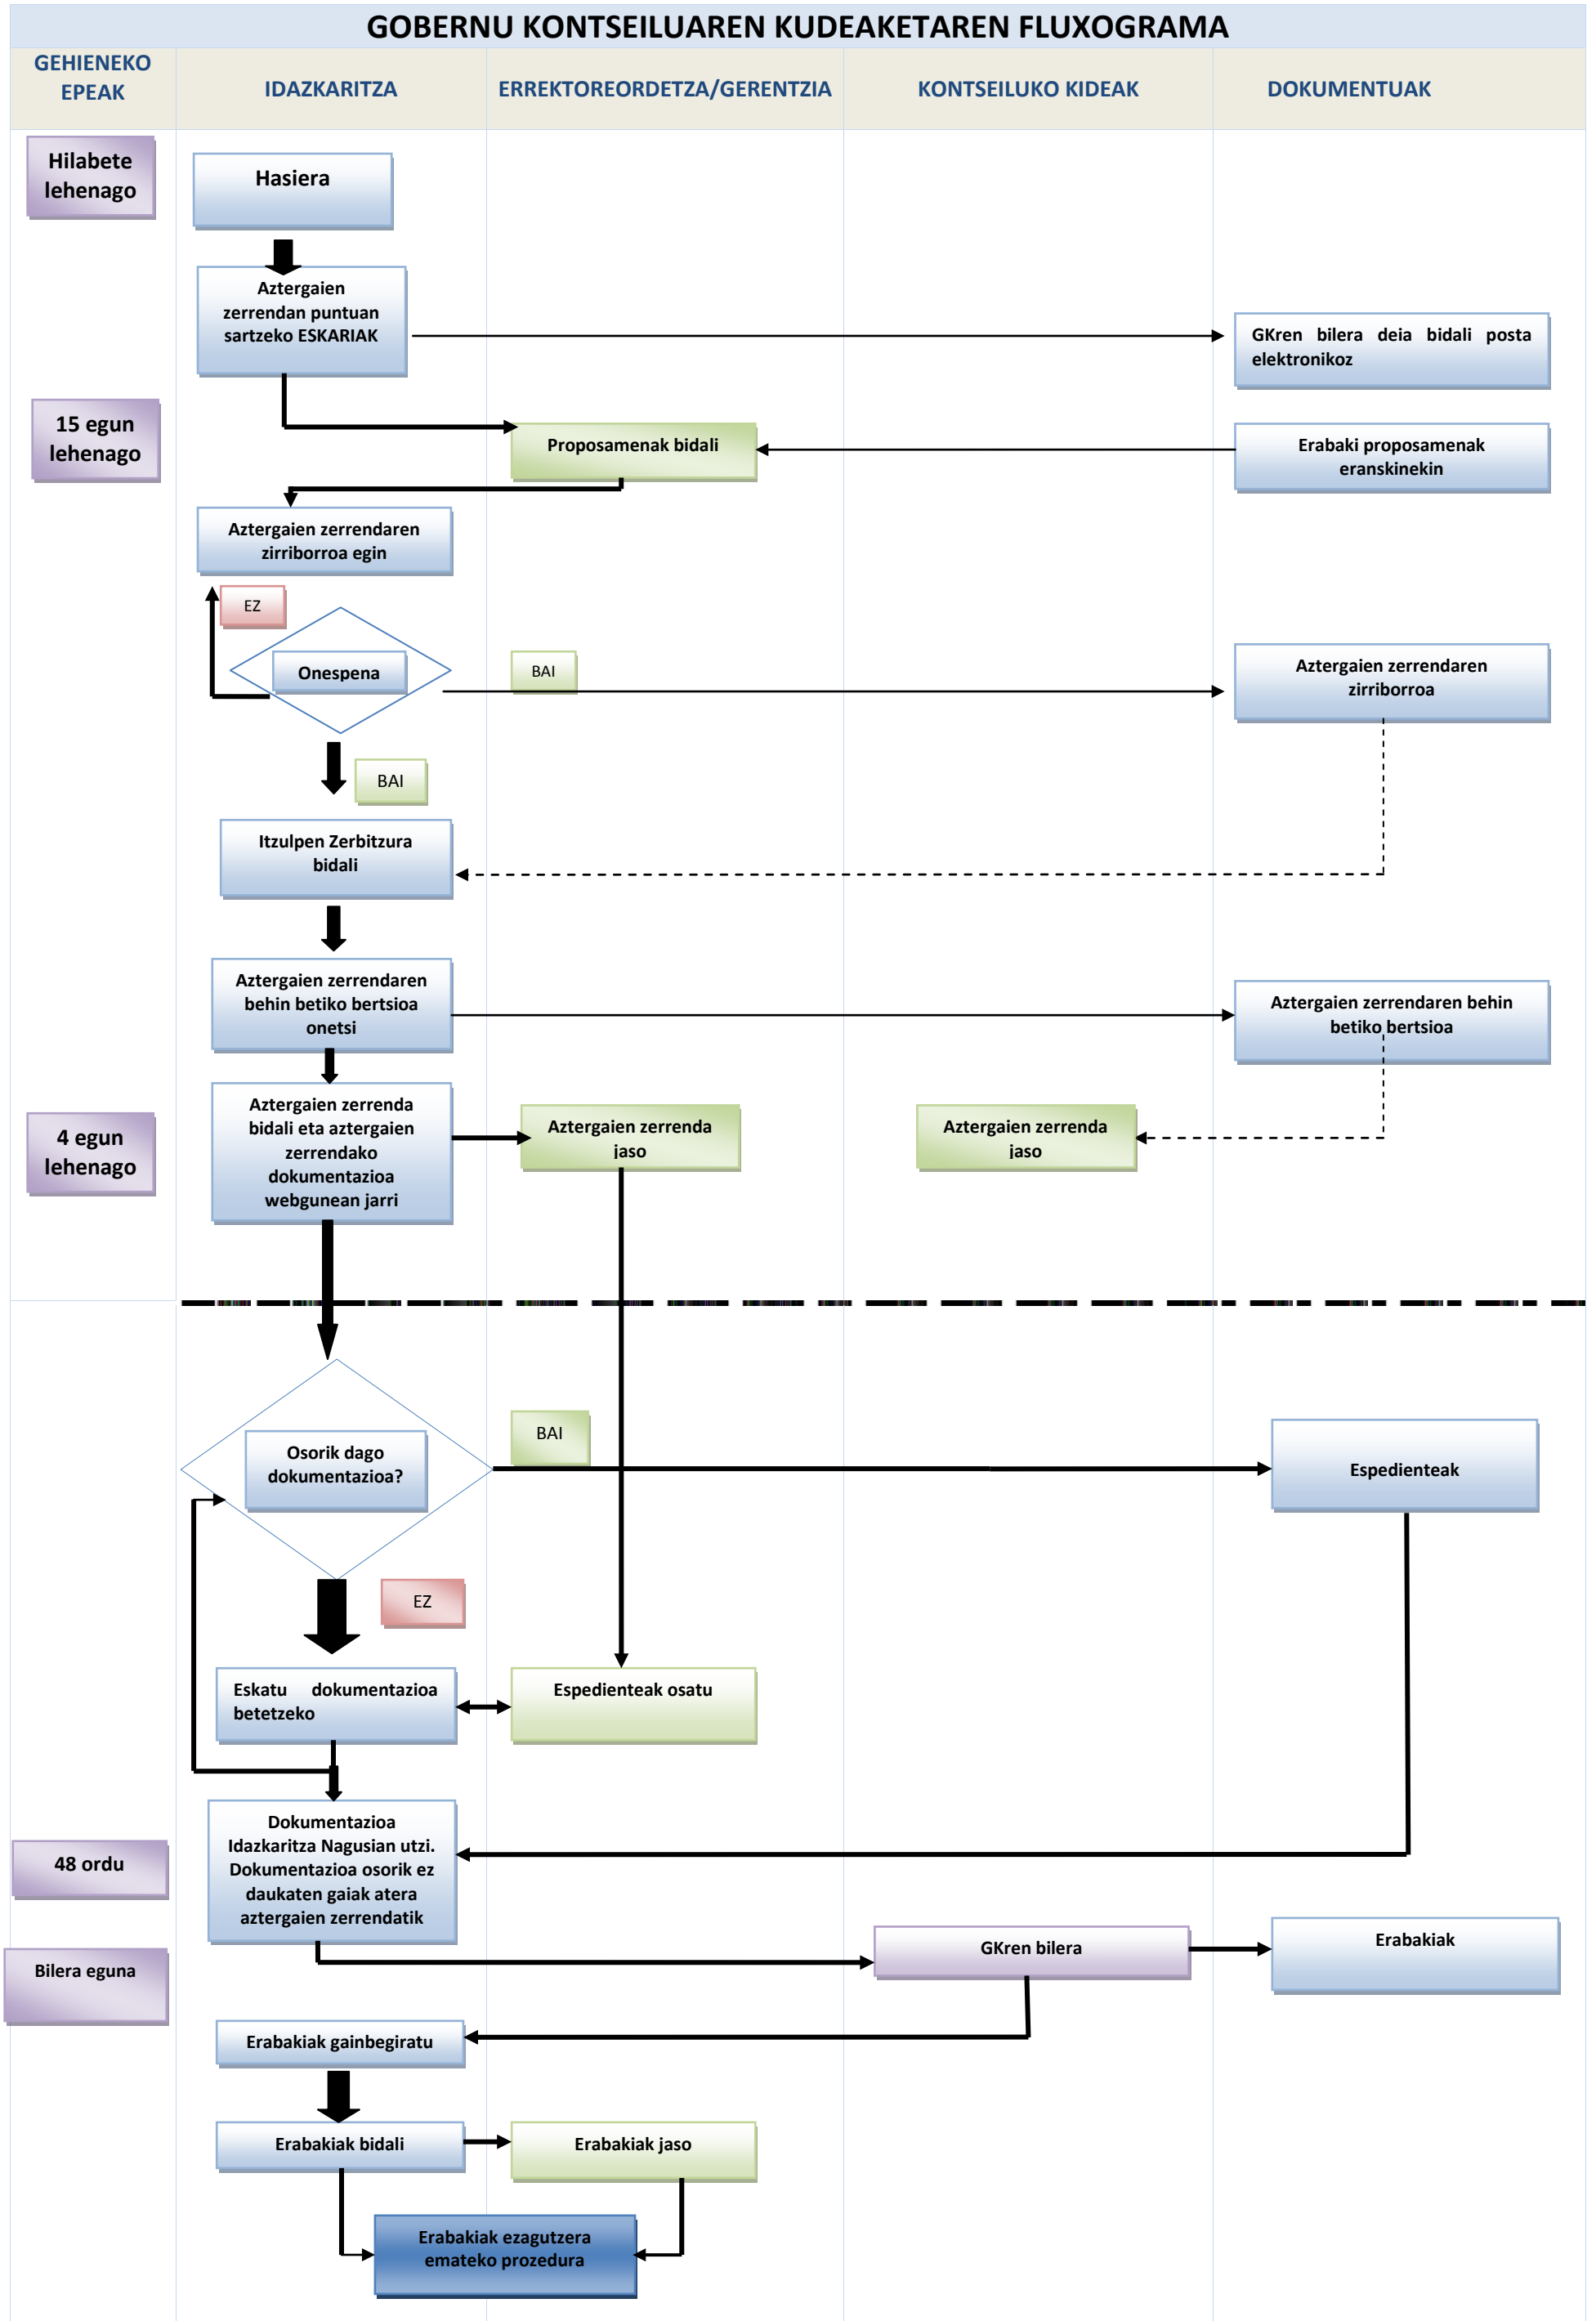 GOBERNU KONTSEILUAREN KUDEAKETAREN FLUXOGRAMA
GEHIENEKO
EPEAK
IDAZKARITZA
ERREKTOREORDETZA/GERENTZIA
KONTSEILUKO KIDEAK
DOKUMENTUAK
Hilabete
lehenago
Hasiera
Aztergaien
zerrendan puntuan
sartzeko ESKARIAK
GKren bilera deia bidali posta
elektronikoz
15 egun
lehenago
Proposamenak bidali
Erabaki proposamenak
eranskinekin
Aztergaien zerrendaren
zirriborroa egin
EZ
Onespena
BAI
Aztergaien zerrendaren
zirriborroa
BAI
Itzulpen Zerbitzura
bidali
Aztergaien zerrendaren
behin betiko bertsioa
onetsi
Aztergaien zerrendaren behin
betiko bertsioa
4 egun
lehenago
Aztergaien zerrenda
bidali eta aztergaien
zerrendako
dokumentazioa
webgunean jarri
Aztergaien zerrenda
jaso
Aztergaien zerrenda
jaso
Osorik dago
dokumentazioa?
BAI
Espedienteak
EZ
Eskatu dokumentazioa
betetzeko
Espedienteak osatu
48 ordu
Dokumentazioa
Idazkaritza Nagusian utzi.
Dokumentazioa osorik ez
daukaten gaiak atera
aztergaien zerrendatik
Bilera eguna
GKren bilera
Erabakiak
Erabakiak gainbegiratu
Erabakiak bidali
Erabakiak jaso
Erabakiak ezagutzera
emateko prozedura